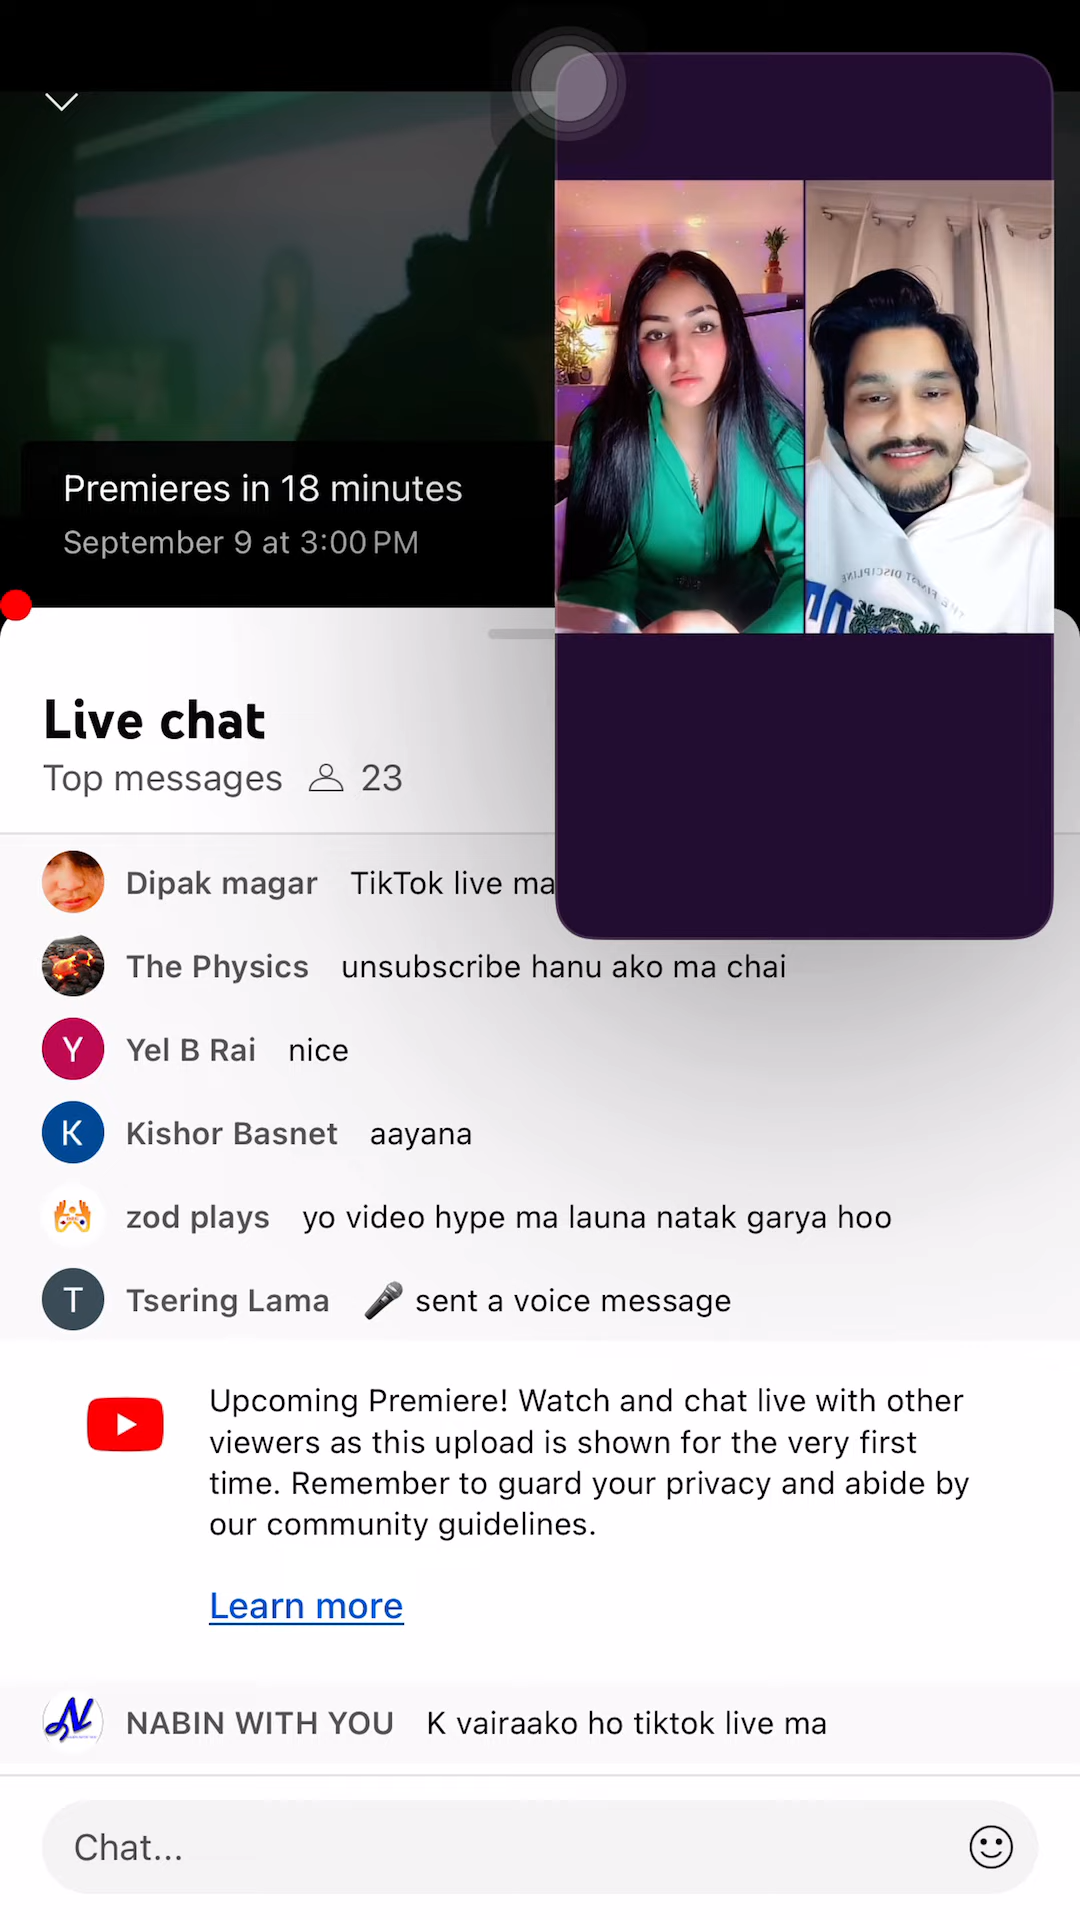 Premieres in 18 minutes
September 9 at 3:00 PM
Live chat
Top messages 23
Dipak magar TikTok live ma
The Physics unsubscribe hanu ako ma chai
Y Yel B Rai nice
K Kishor Basnet aayana
zod plays yo video hype ma launa natak garya hoo
T Tsering Lama 🎤 sent a voice message
Upcoming Premiere! Watch and chat live with other
viewers as this upload is shown for the very first
time. Remember to guard your privacy and abide by
our community guidelines.
Learn more
NABIN WITH YOU K vairaako ho tiktok live ma
Chat...